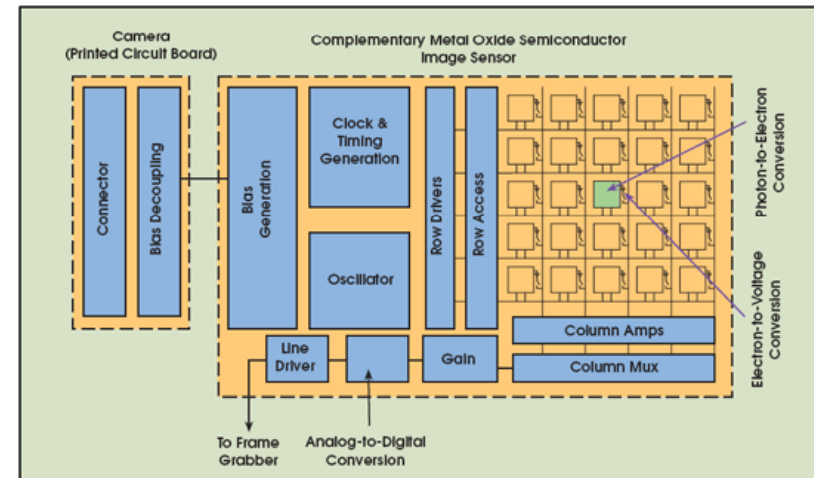 Camera
(Printed Circuit Board)
Complementary Metal Oxide Semiconductor
Image Sensor
Connector
Bias Decoupling
Bias
Generation
Clock &
Timing
Generation
Oscillator
Row Drivers
Row Access
Photon-to-Electron
Conversion
Electron-to-Voltage
Conversion
Column Amps
Column Mux
Line
Driver
Gain
To Frame
Grabber
Analog-to-Digital
Conversion